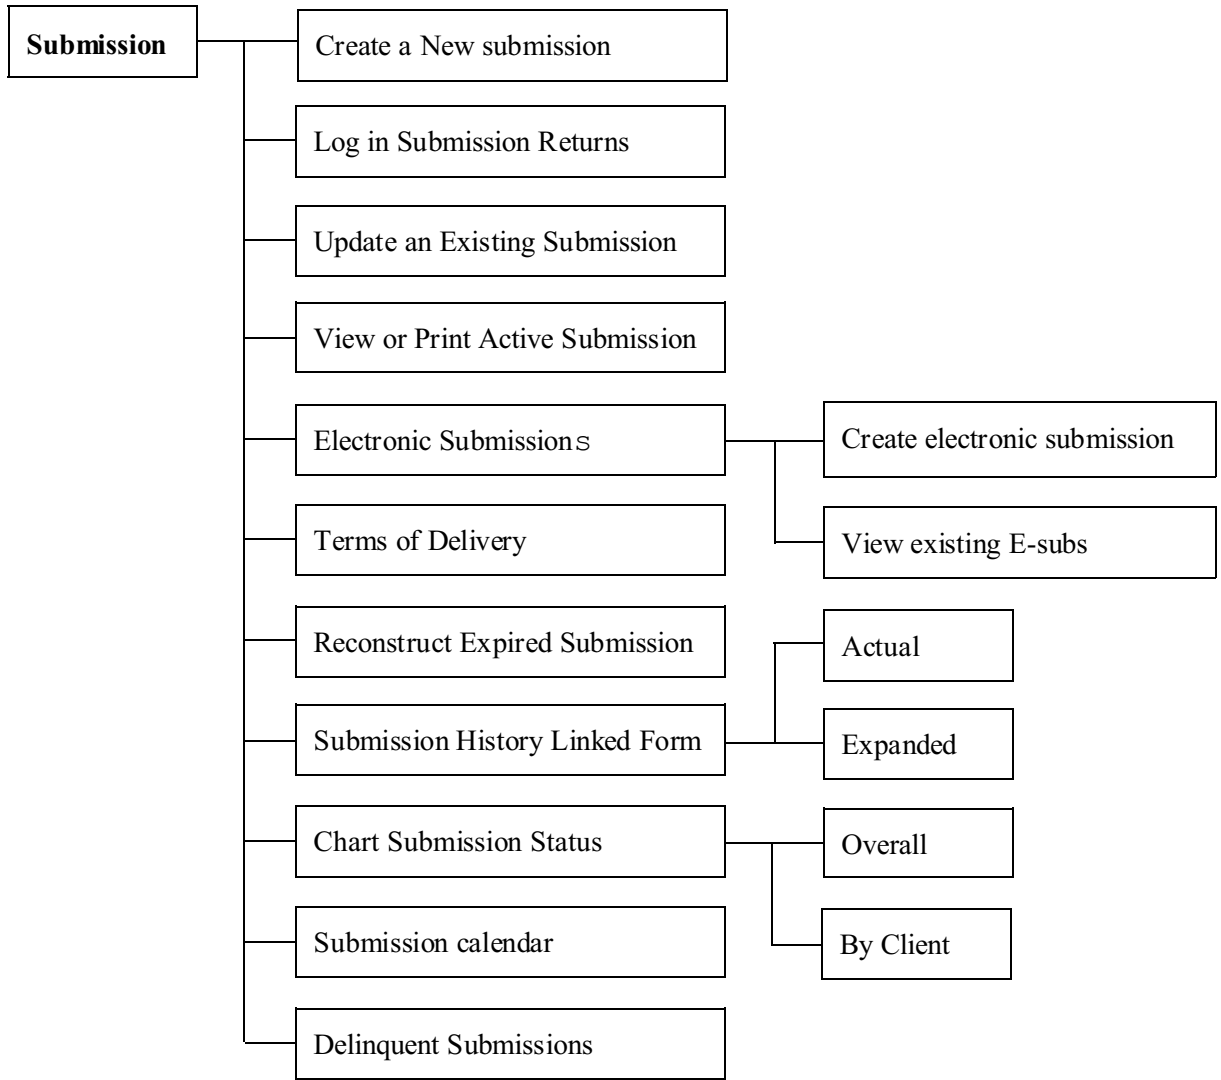 Submission
Create a New submission
Log in Submission Returns
Update an Existing Submission
View or Print Active Submission
Electronic Submissions
Create electronic submission
View existing E-subs
Terms of Delivery
Reconstruct Expired Submission
Submission History Linked Form
Actual
Expanded
Chart Submission Status
Overall
By Client
Submission calendar
Delinquent Submissions